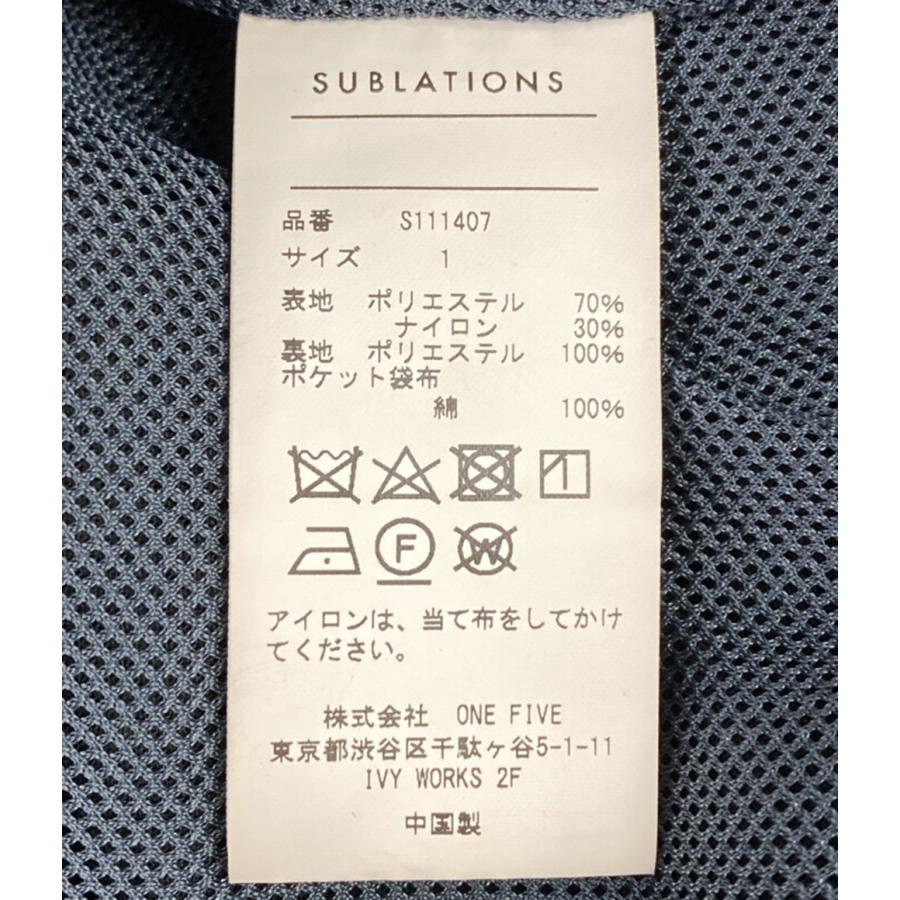 SUBLATIONS
品番 S111407
サイズ 1
表地 ポリエステル 70%
ナイロン 30%
裏地 ポリエステル 100%
ポケット袋布
綿 100%
F W
アイロンは、当て布をしてかけ
てください。
株式会社 ONE FIVE
東京都渋谷区千駄ヶ谷5-1-11
IVY WORKS 2F
中国製